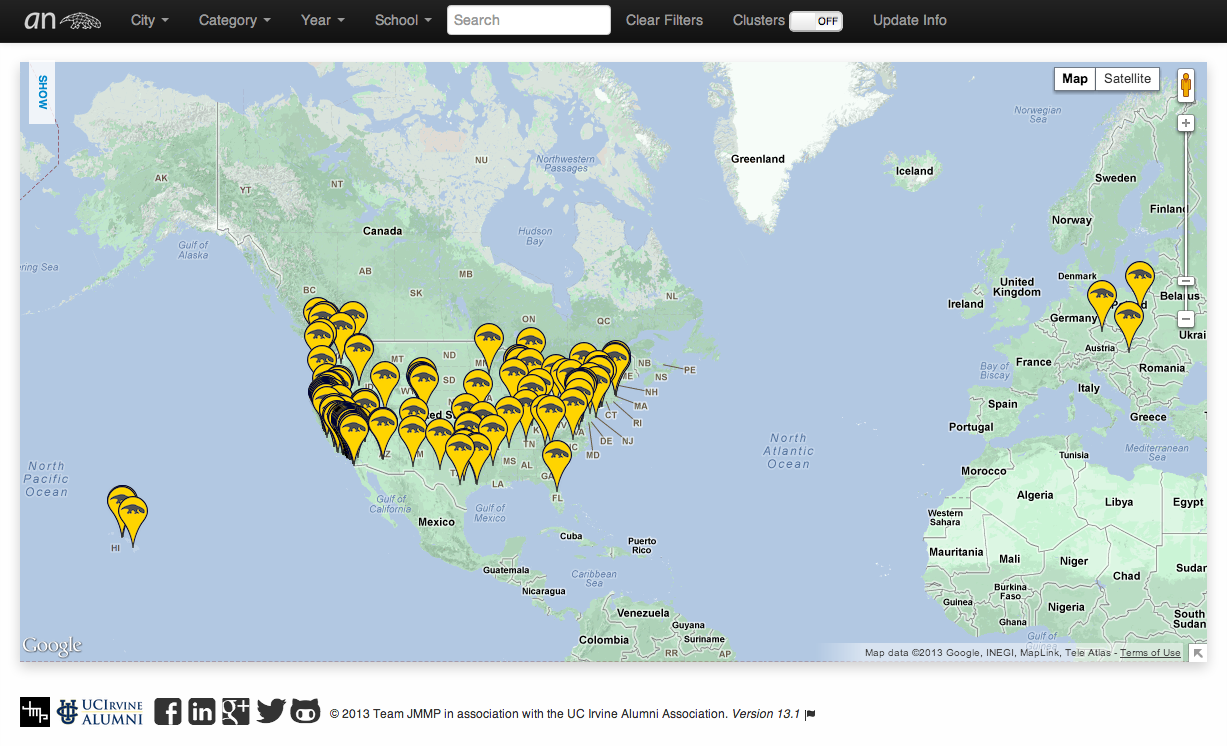 an City Category Year School Search Clear Filters Clusters OFF Update Info
SHOW
Map Satellite
Norwegian
Sea
Greenland
Iceland
Sweden
Finland
Norway
NU
Northwestern
Passages
AK
YT
NT
Canada
Hudson
Bay
Gulf of
Alaska
ring Sea
AB
MB
BC
SK
NL
ON
QC
Denmark
United
Kingdom
Ireland
Belarus
Germany
Ukrai
Austria
France
Romania
Bay of
Biscay
Italy
Spain
Greece
Portugal
MT
ND
SD
NB
PE
NS
NH
MA
CT
RI
DE
NJ
MD
TN
MS
AL
LA
FL
North
Pacific
Ocean
North
Atlantic
Ocean
Mediterranean
Sea
Tunisia
Morocco
Algeria
Libya
Egypt
Western
Sahara
Gulf of
California
Mexico
Gulf of
Mexico
HI
Cuba
Puerto
Rico
Mauritania
Mali
Niger
Chad
Sudan
Guatemala
Caribbean
Sea
Nicaragua
Burkina
Faso
Guinea
Nigeria
Ghana
South
Sudan
Venezuela
Guyana
Colombia
Suriname
RR
AP
Gulf of
Guinea
Google
Map data ©2013 Google, INEGI, MapLink, Tele Atlas - Terms of Use
jmp UCIRVINE
ALUMNI
© 2013 Team JMMP in association with the UC Irvine Alumni Association. Version 13.1